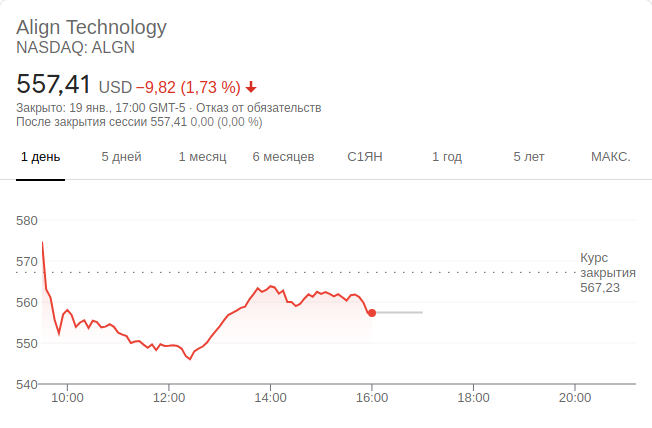 Align Technology
NASDAQ: ALGN
557,41 USD −9,82 (1,73 %)
Закрыто: 19 янв., 17:00 GMT-5 · Отказ от обязательств
После закрытия сессии 557,41 0,00 (0,00 %)
1 день 5 дней 1 месяц 6 месяцев С1ЯН 1 год 5 лет МАКС.
580
570
560
550
540
Курс
закрытия
567,23
10:00 12:00 14:00 16:00 18:00 20:00